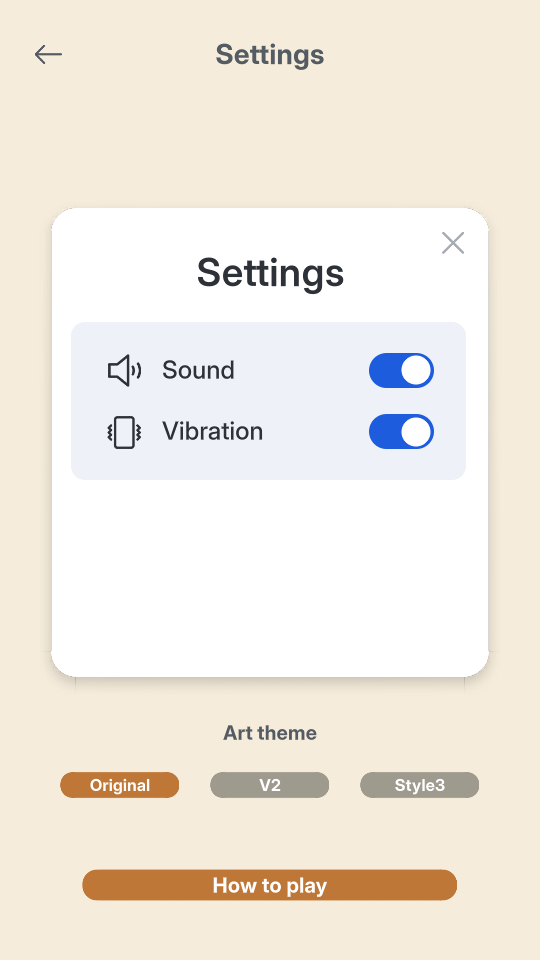 Settings
Settings
Sound
Vibration
Art theme
Original V2 Style3
How to play